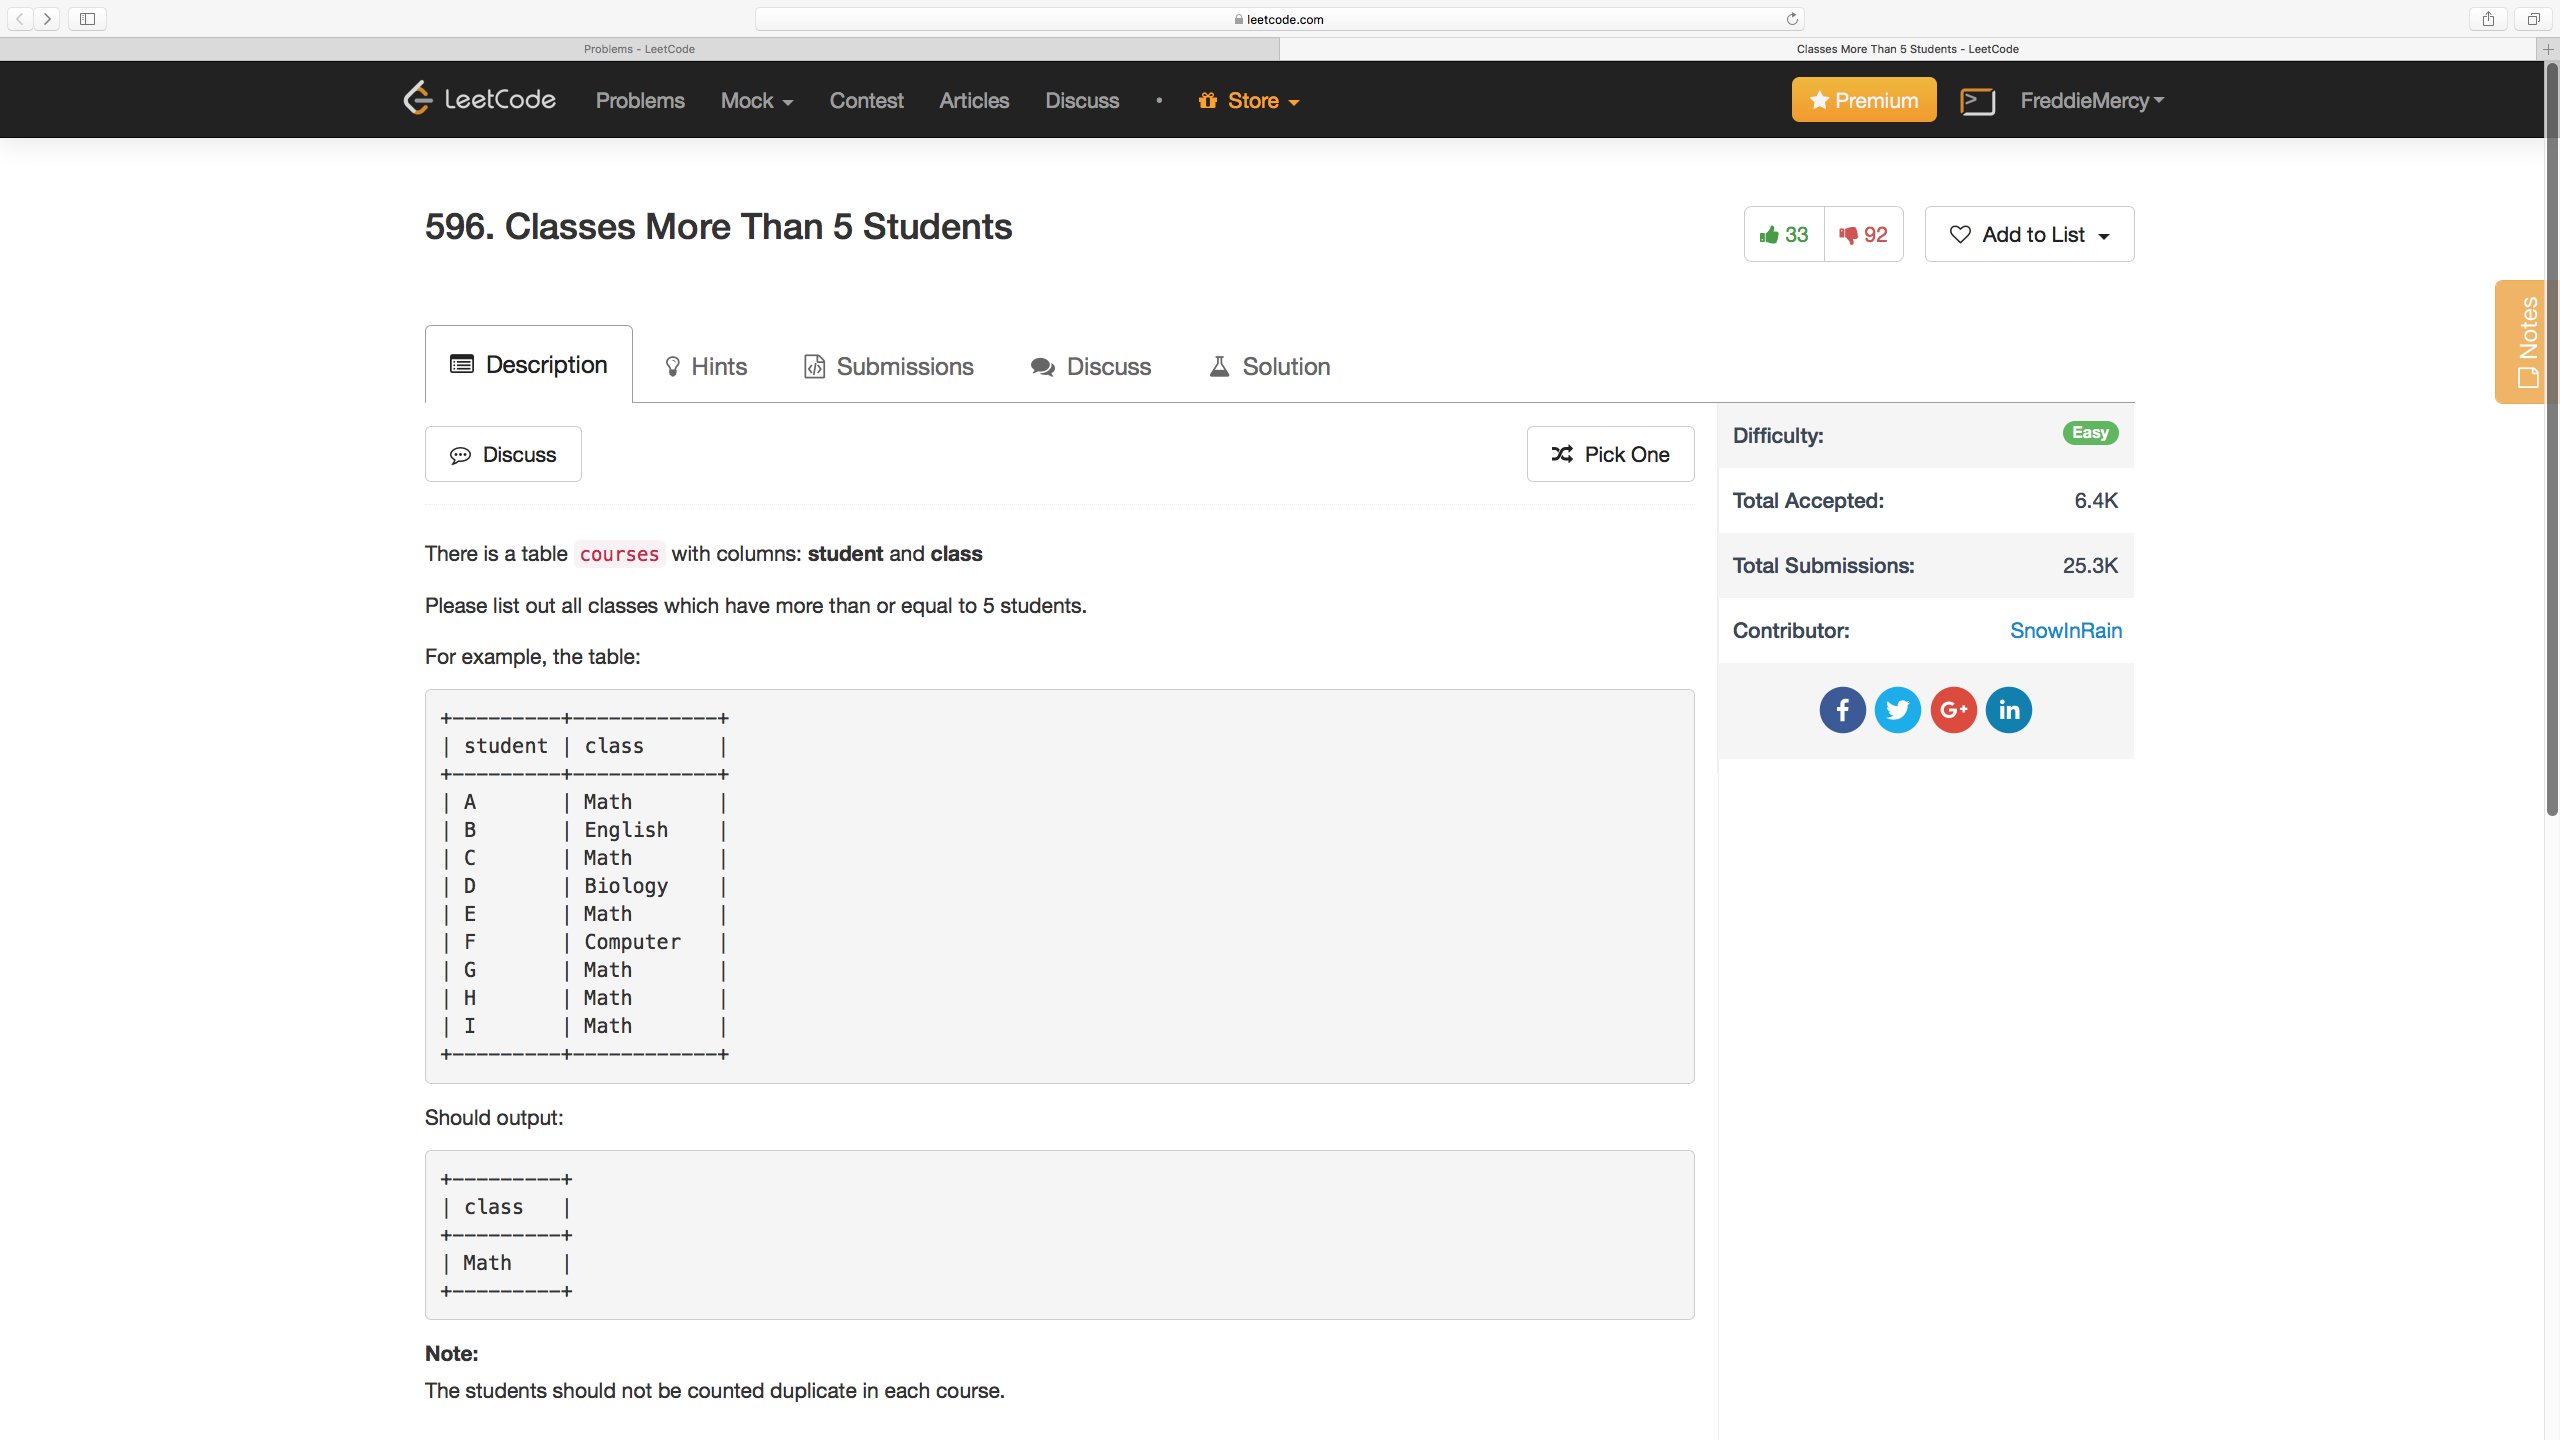 leetcode.com
Problems - LeetCode
Classes More Than 5 Students - LeetCode
LeetCode Problems Mock Contest Articles Discuss • Store Premium FreddieMercy
596. Classes More Than 5 Students
33 92 Add to List
Notes
Description Hints Submissions Discuss Solution
Discuss Pick One
Difficulty: Easy
Total Accepted: 6.4K
Total Submissions: 25.3K
Contributor: SnowInRain
There is a table courses with columns: student and class
Please list out all classes which have more than or equal to 5 students.
For example, the table:
+---------+------------+
| student | class      |
+---------+------------+
| A       | Math       |
| B       | English    |
| C       | Math       |
| D       | Biology    |
| E       | Math       |
| F       | Computer   |
| G       | Math       |
| H       | Math       |
| I       | Math       |
+---------+------------+
Should output:
+---------+
| class   |
+---------+
| Math    |
+---------+
Note:
The students should not be counted duplicate in each course.